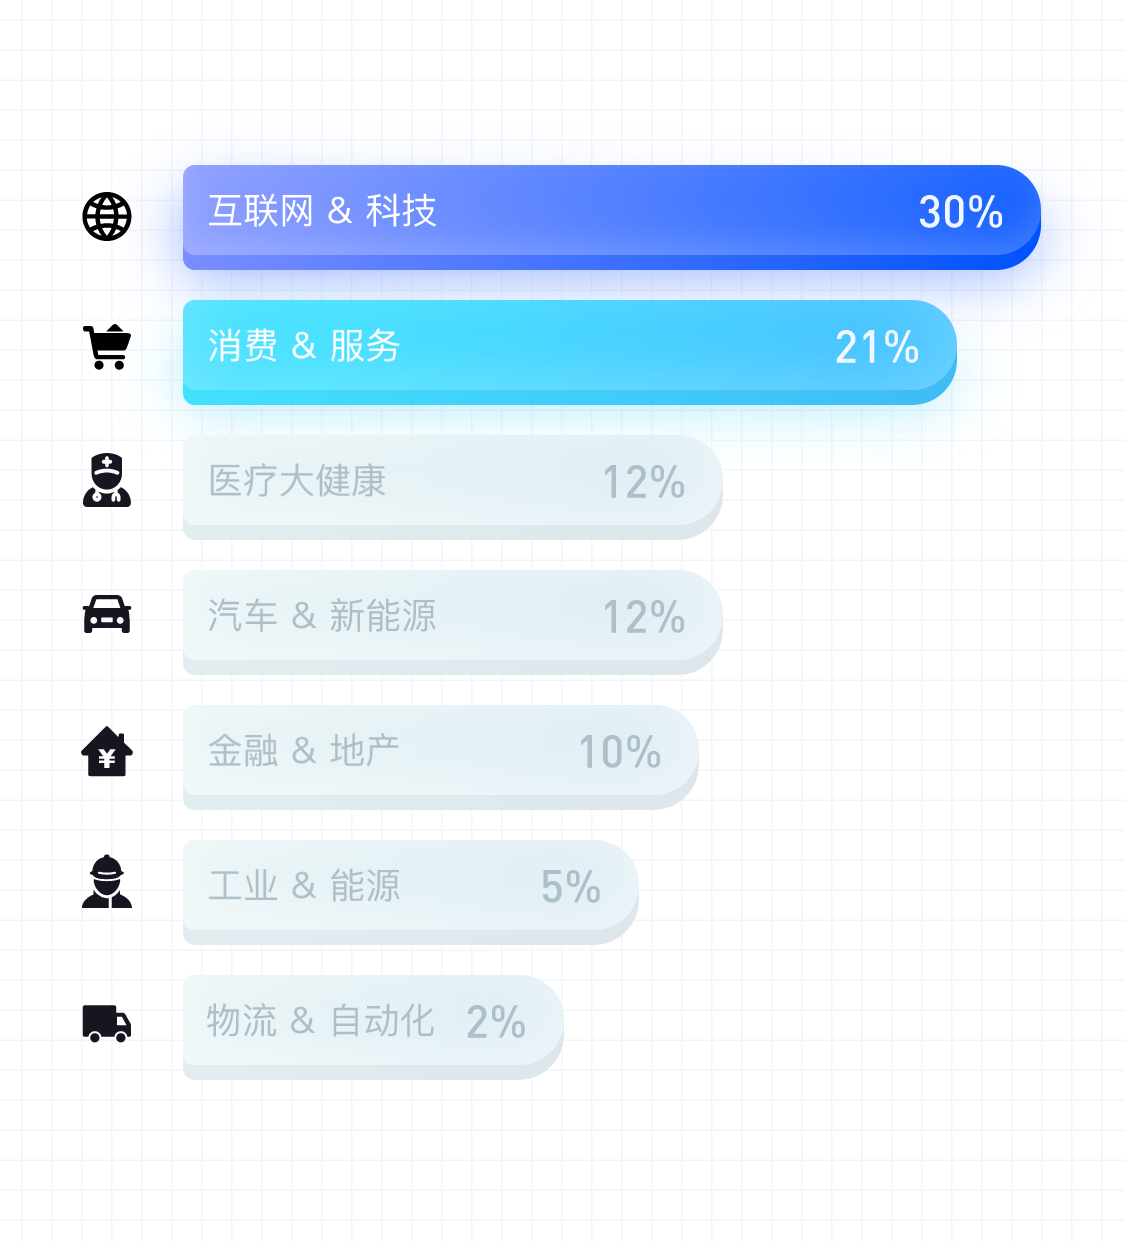 互联网 & 科技 30%
消费 & 服务 21%
医疗大健康 12%
汽车 & 新能源 12%
¥
金融 & 地产 10%
工业 & 能源 5%
物流 & 自动化 2%